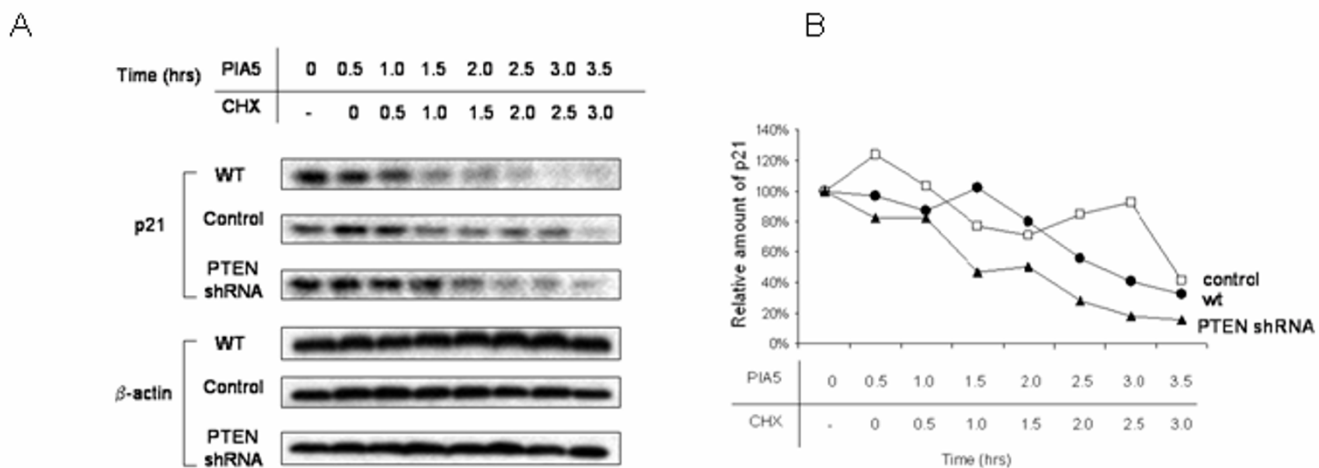 A
Time (hrs) PIA5 0 0.5 1.0 1.5 2.0 2.5 3.0 3.5
CHX - 0 0.5 1.0 1.5 2.0 2.5 3.0
p21
WT
Control
PTEN
shRNA
β-actin
WT
Control
PTEN
shRNA
B
Relative amount of p21
140%
120%
100%
80%
60%
40%
20%
0%
control
wt
PTEN shRNA
PIA5 0 0.5 1.0 1.5 2.0 2.5 3.0 3.5
CHX - 0 0.5 1.0 1.5 2.0 2.5 3.0
Time (hrs)